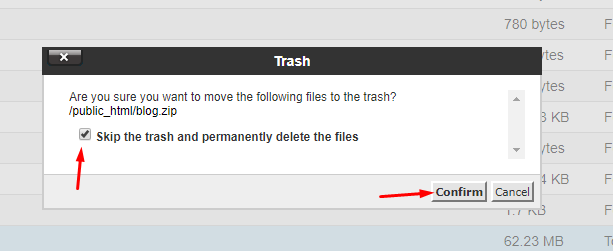 780 bytes F
ytes F
ytes F
Trash
Are you sure you want to move the following files to the trash?
/public_html/blog.zip
3 KB F
Skip the trash and permanently delete the files
ytes F
4 KB F
Confirm Cancel
1.7 KB F
62.23 MB Te